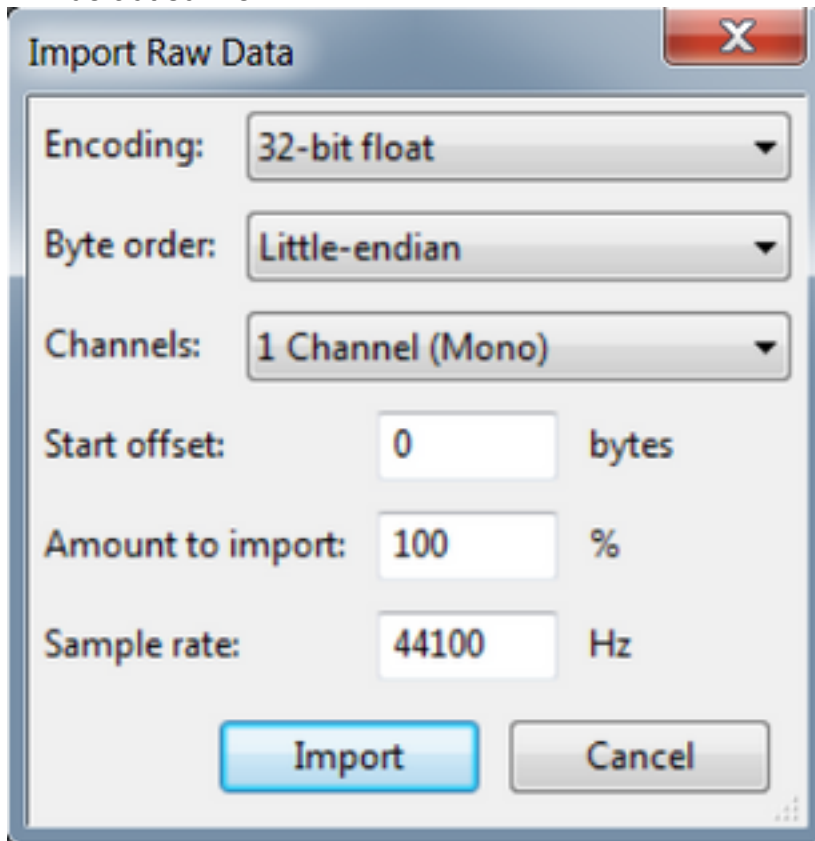 Import Raw Data
Encoding: 32-bit float
Byte order: Little-endian
Channels: 1 Channel (Mono)
Start offset: 0 bytes
Amount to import: 100 %
Sample rate: 44100 Hz
Import Cancel